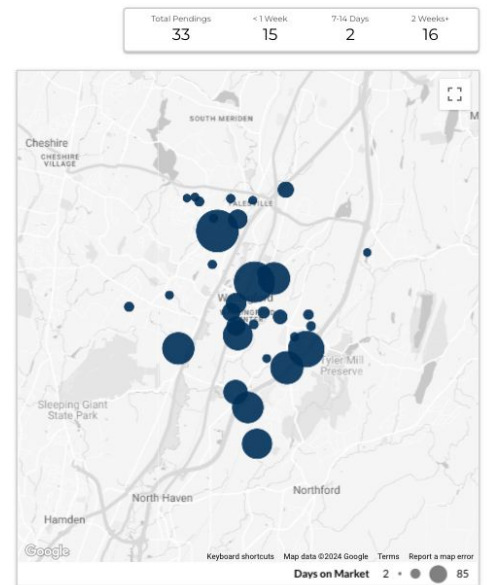 Total Pendings
33
< 1 Week
15
7-14 Days
2
2 Weeks+
16
SOUTH MERIDEN
M
Cheshire
CHESHIRE
VILLAGE
YALESVILLE
Tyler Mill
Preserve
Sleeping Giant
State Park
North Haven
Northford
Hamden
Google
Keyboard shortcuts Map data ©2024 Google Terms Report a map error
Days on Market 2 85